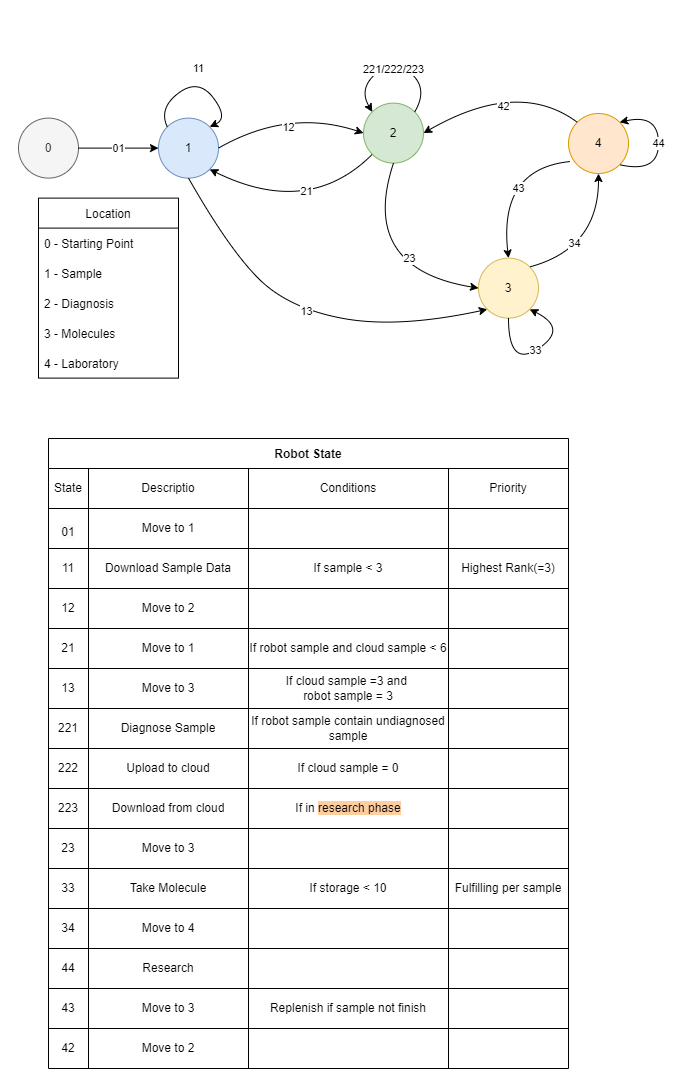 11
221/222/223
42
0
01
1
12
2
4
44
21
43
34
23
3
13
33
Location
0 - Starting Point
1 - Sample
2 - Diagnosis
3 - Molecules
4 - Laboratory
Robot State
State Descriptio Conditions Priority
01 Move to 1
11 Download Sample Data If sample < 3 Highest Rank(=3)
12 Move to 2
21 Move to 1 If robot sample and cloud sample < 6
13 Move to 3 If cloud sample =3 and
robot sample = 3
221 Diagnose Sample If robot sample contain undiagnosed
sample
222 Upload to cloud If cloud sample = 0
223 Download from cloud If in research phase
23 Move to 3
33 Take Molecule If storage < 10 Fulfilling per sample
34 Move to 4
44 Research
43 Move to 3 Replenish if sample not finish
42 Move to 2